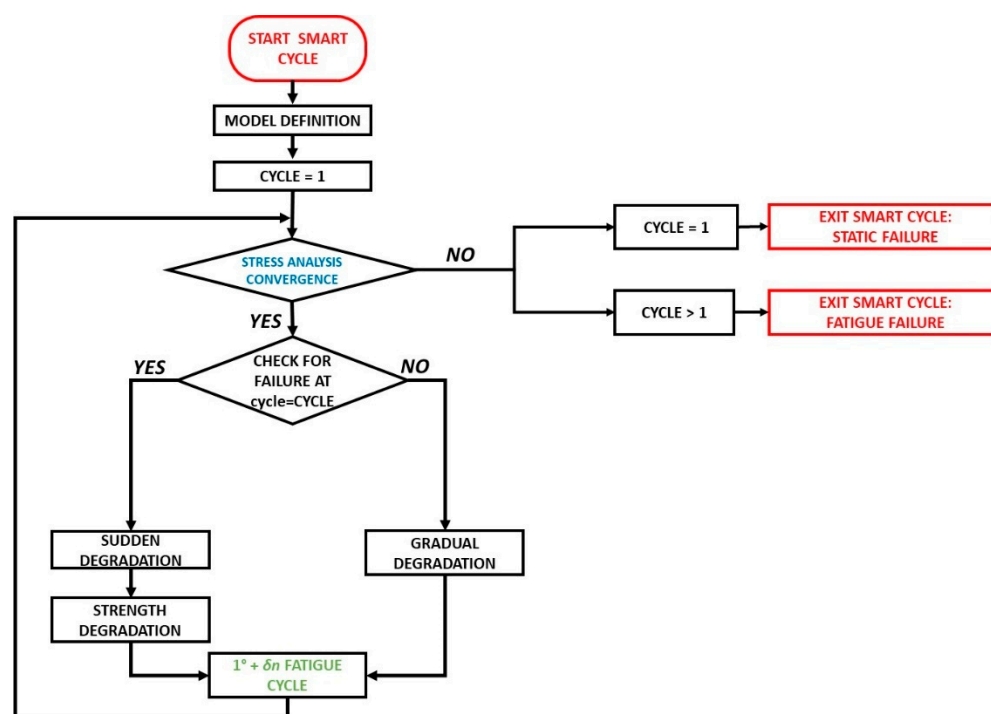 START SMART
CYCLE
MODEL DEFINITION
CYCLE = 1
STRESS ANALYSIS
CONVERGENCE
NO
CYCLE = 1
EXIT SMART CYCLE:
STATIC FAILURE
CYCLE > 1
EXIT SMART CYCLE:
FATIGUE FAILURE
YES
CHECK FOR
FAILURE AT
cycle=CYCLE
YES
NO
SUDDEN
DEGRADATION
STRENGTH
DEGRADATION
GRADUAL
DEGRADATION
1° + δn FATIGUE
CYCLE